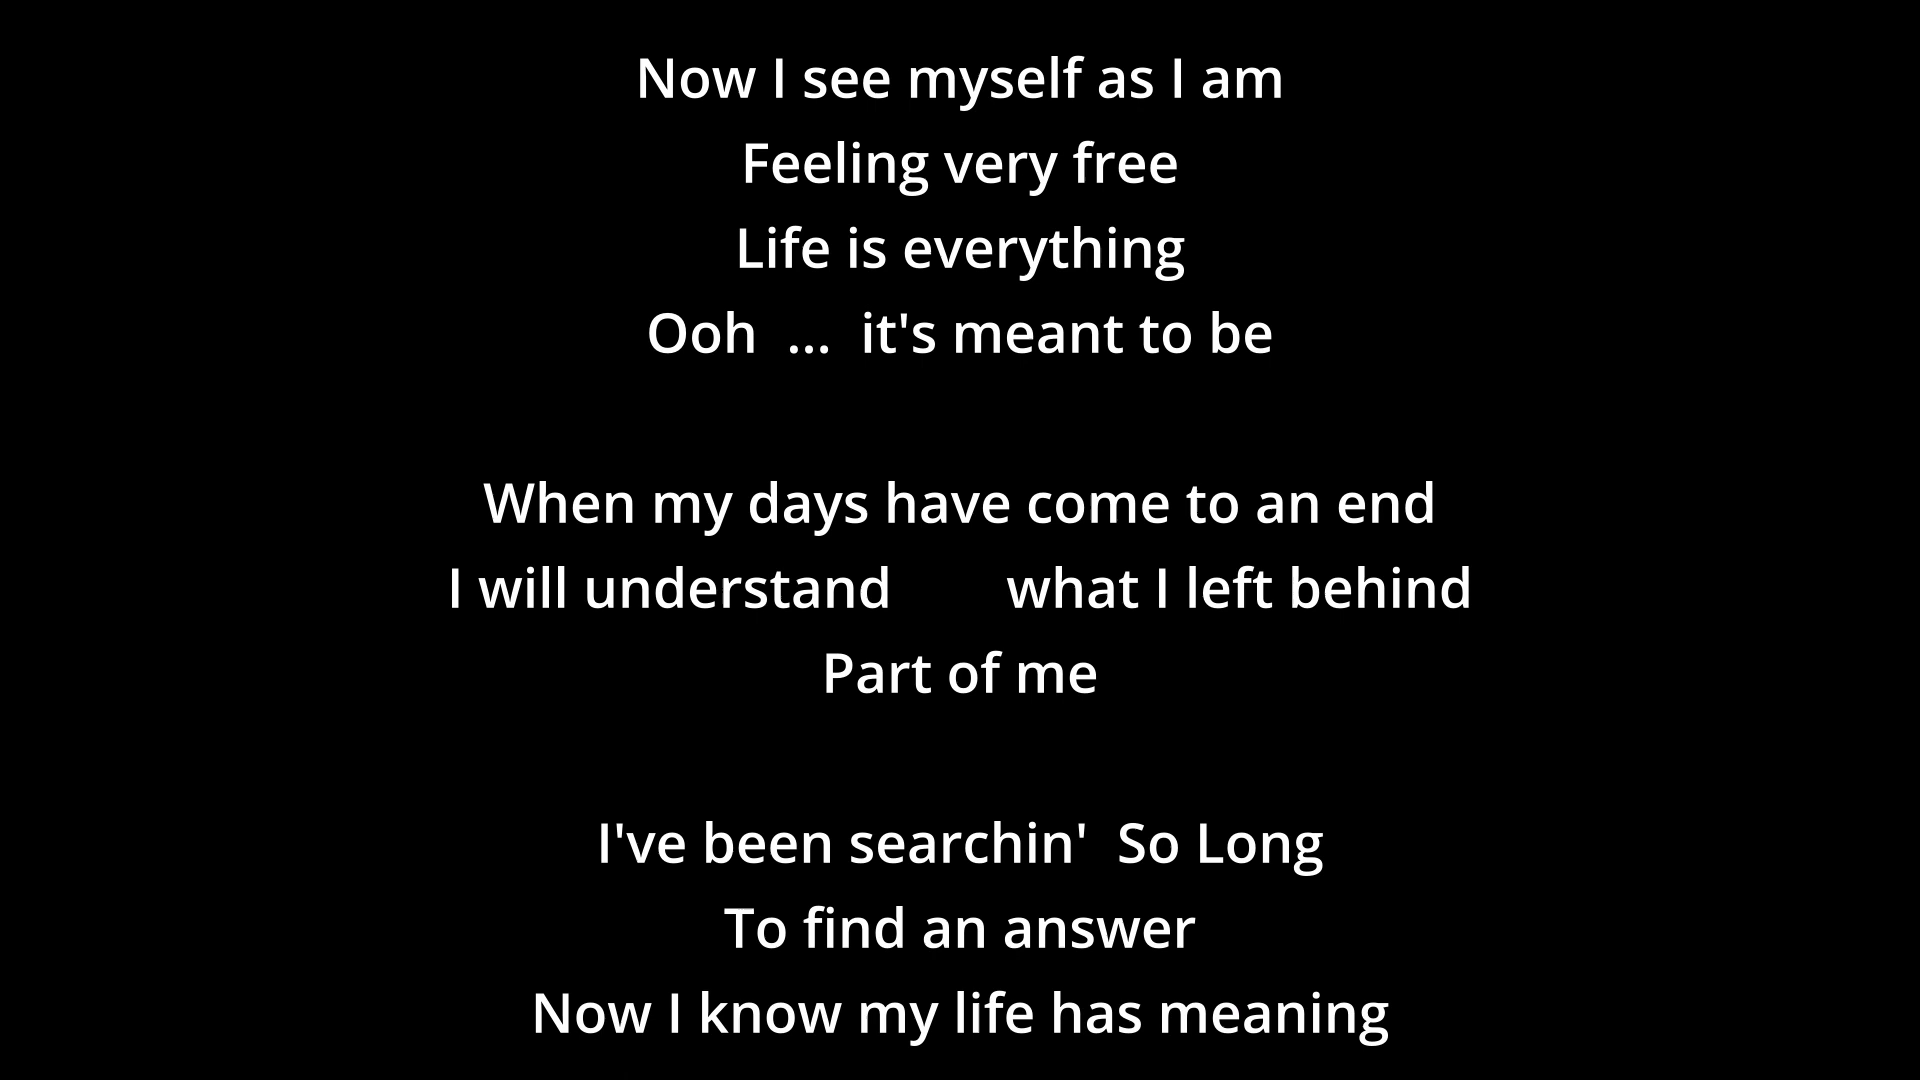 Now I see myself as I am
Feeling very free
Life is everything
Ooh  ...  it's meant to be
When my days have come to an end
I will understand        what I left behind
Part of me
I've been searchin'  So Long
To find an answer
Now I know my life has meaning